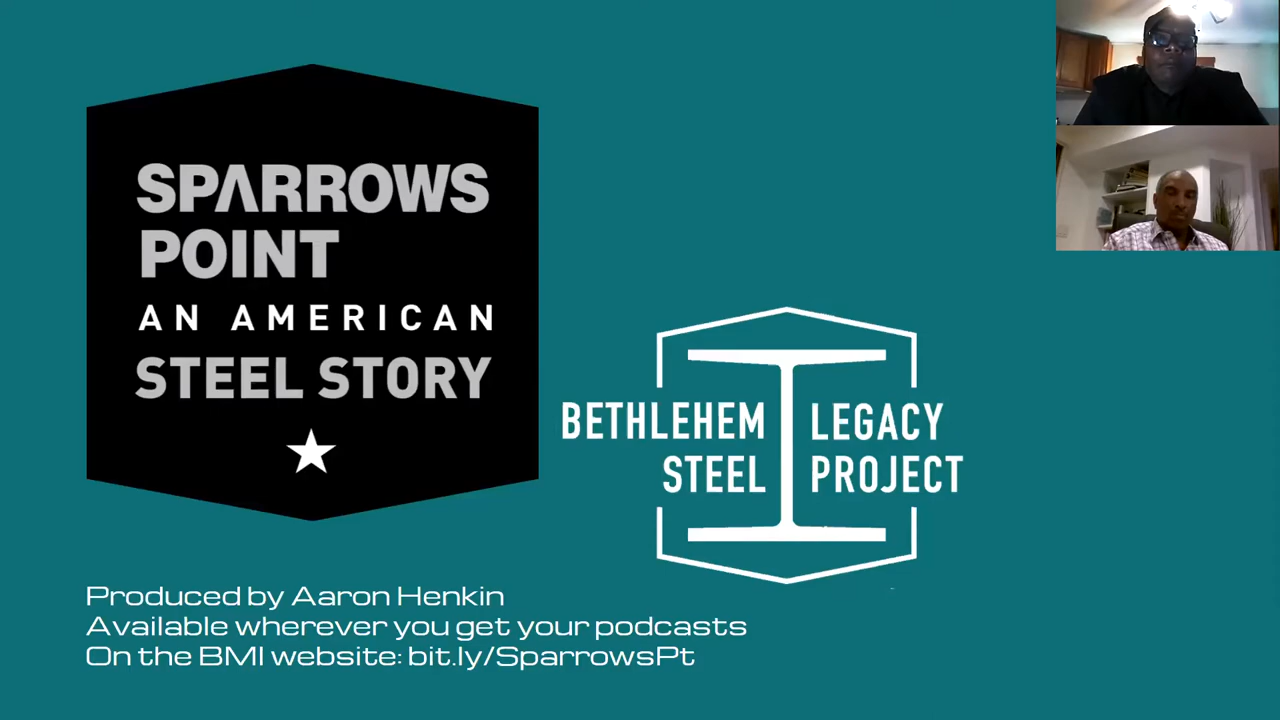 SPARROWS
POINT
AN AMERICAN
STEEL STORY
BETHLEHEM LEGACY
STEEL PROJECT
Produced by Aaron Henkin
Available wherever you get your podcasts
On the BMI website: bit.ly/SparrowsPt